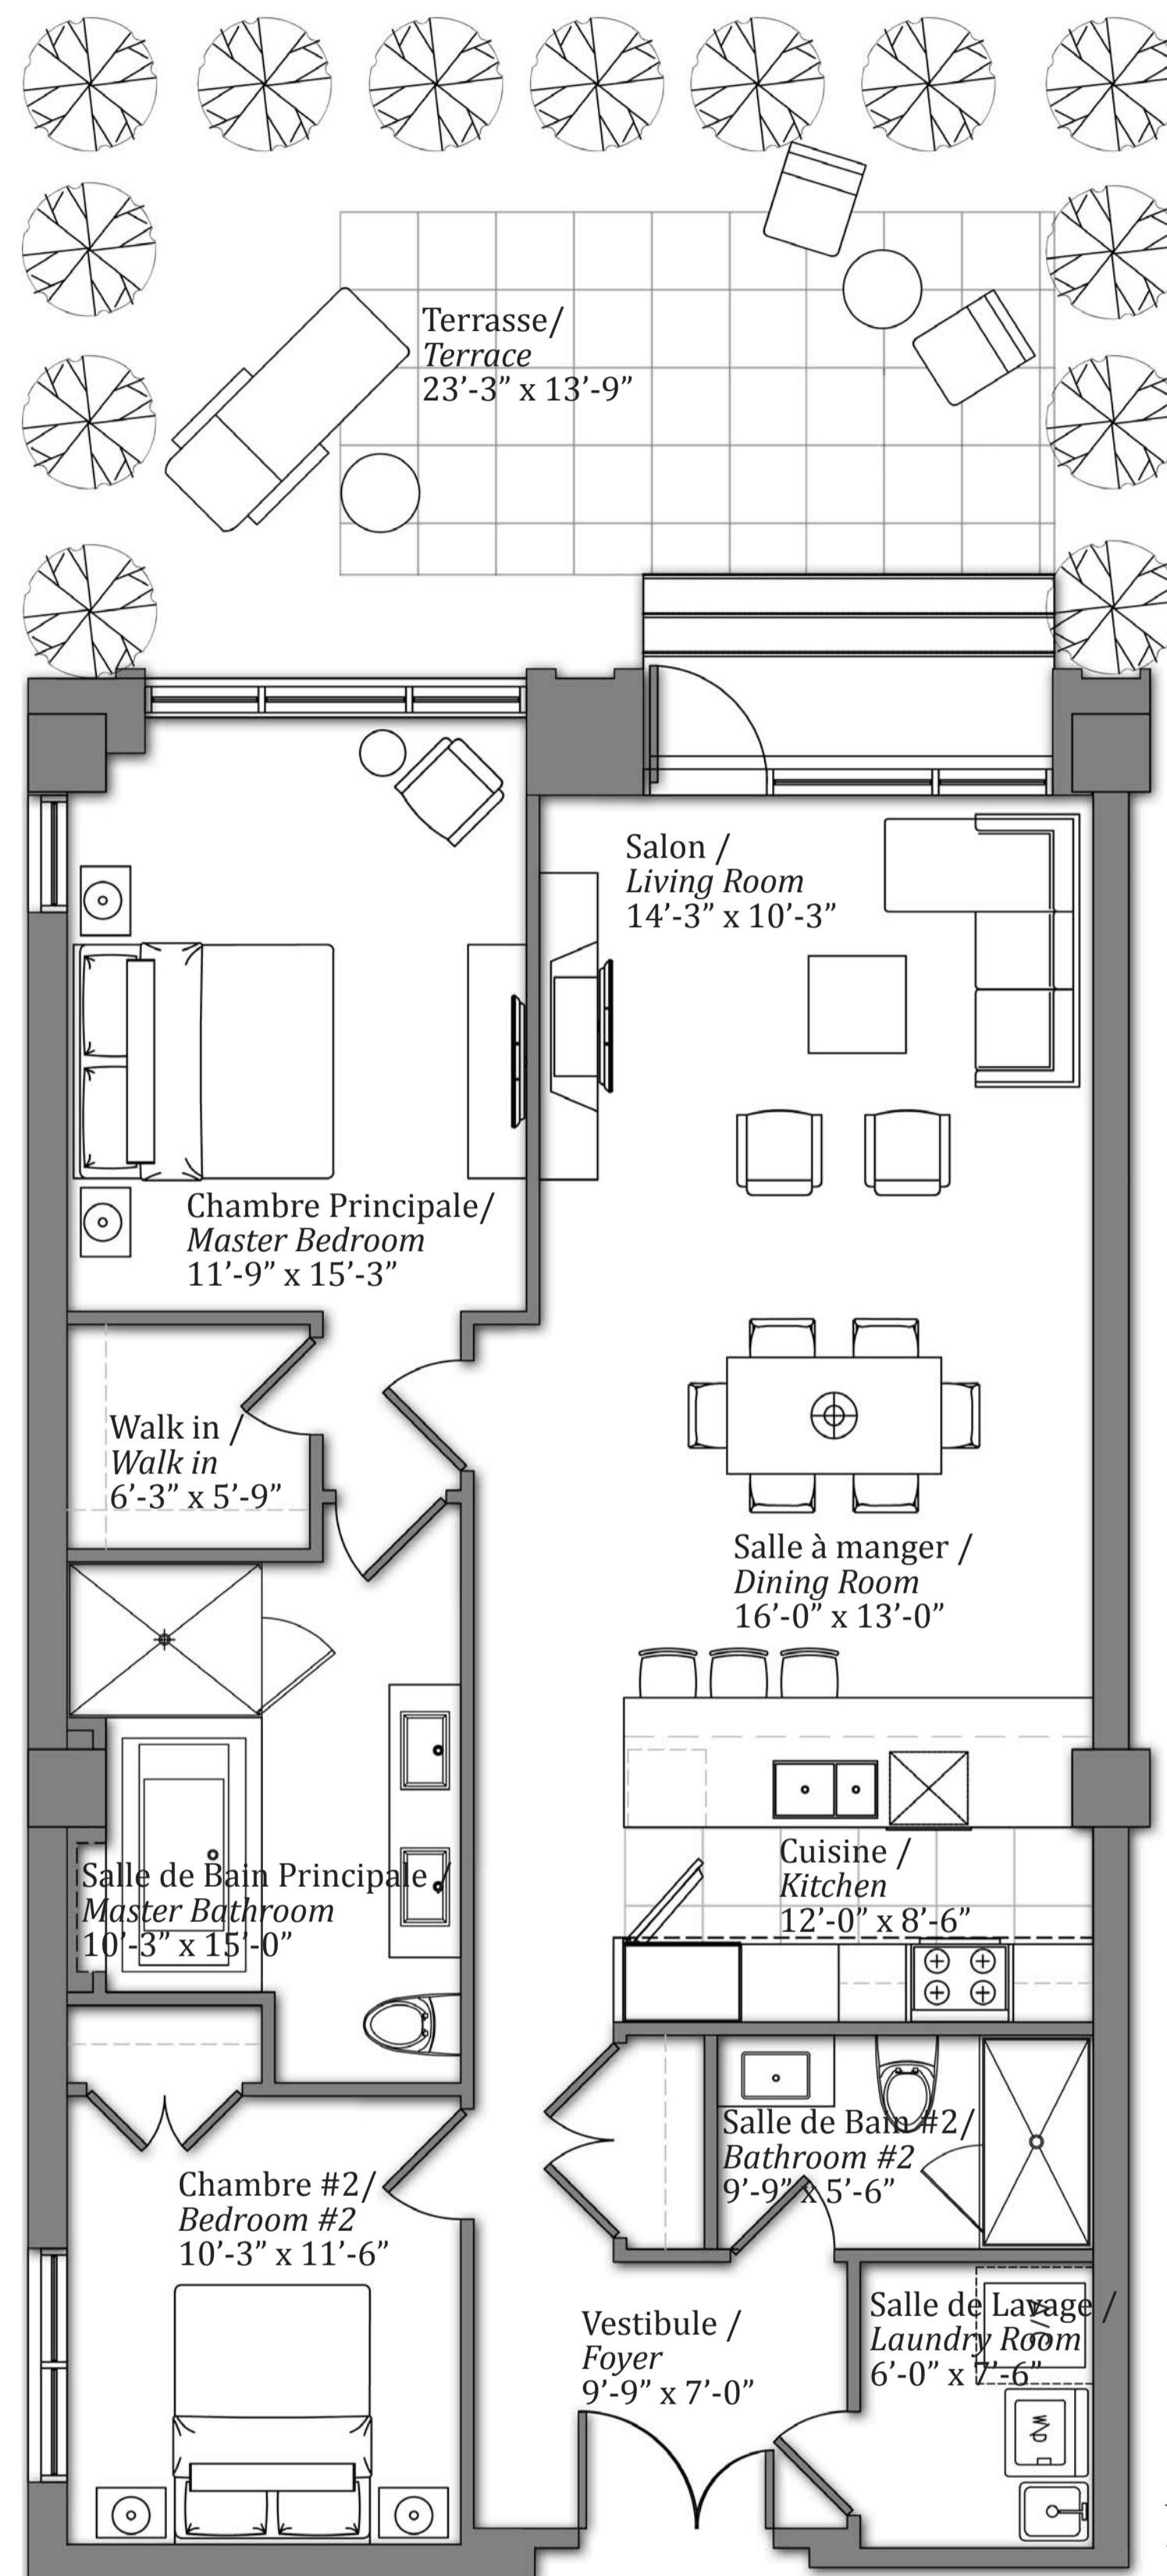 Terrasse/
Terrace
23’-3” x 13’-9”
Salon /
Living Room
14’-3” x 10’-3”
Chambre Principale/
Master Bedroom
11’-9” x 15’-3”
Walk in /
Walk in
6’-3” x 5’-9”
Salle à manger /
Dining Room
16’-0” x 13’-0”
Cuisine /
Kitchen
12’-0” x 8’-6”
Salle de Bain Principale /
Master Bathroom
10’-3” x 15’-0”
Salle de Bain #2/
Bathroom #2
9’-9” x 5’-6”
Chambre #2/
Bedroom #2
10’-3” x 11’-6”
Vestibule /
Foyer
9’-9” x 7’-0”
Salle de Lavage /
Laundry Room
6’-0” x 7’-6”
A/C
W/D